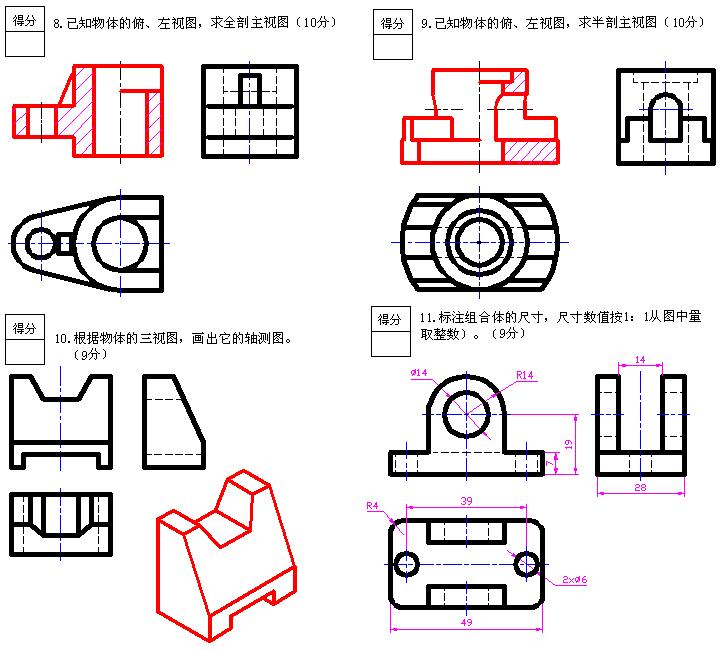 得分
8.已知物体的俯、左视图，求全剖主视图（10分）
得分
9.已知物体的俯、左视图，求半剖主视图（10分）
得分
10.根据物体的三视图，画出它的轴测图。
（9分）
得分
11.标注组合体的尺寸，尺寸数值按1：1从图中量
取整数）。（9分）
Ø14
R14
19
7
14
28
39
R4
2xØ6
49